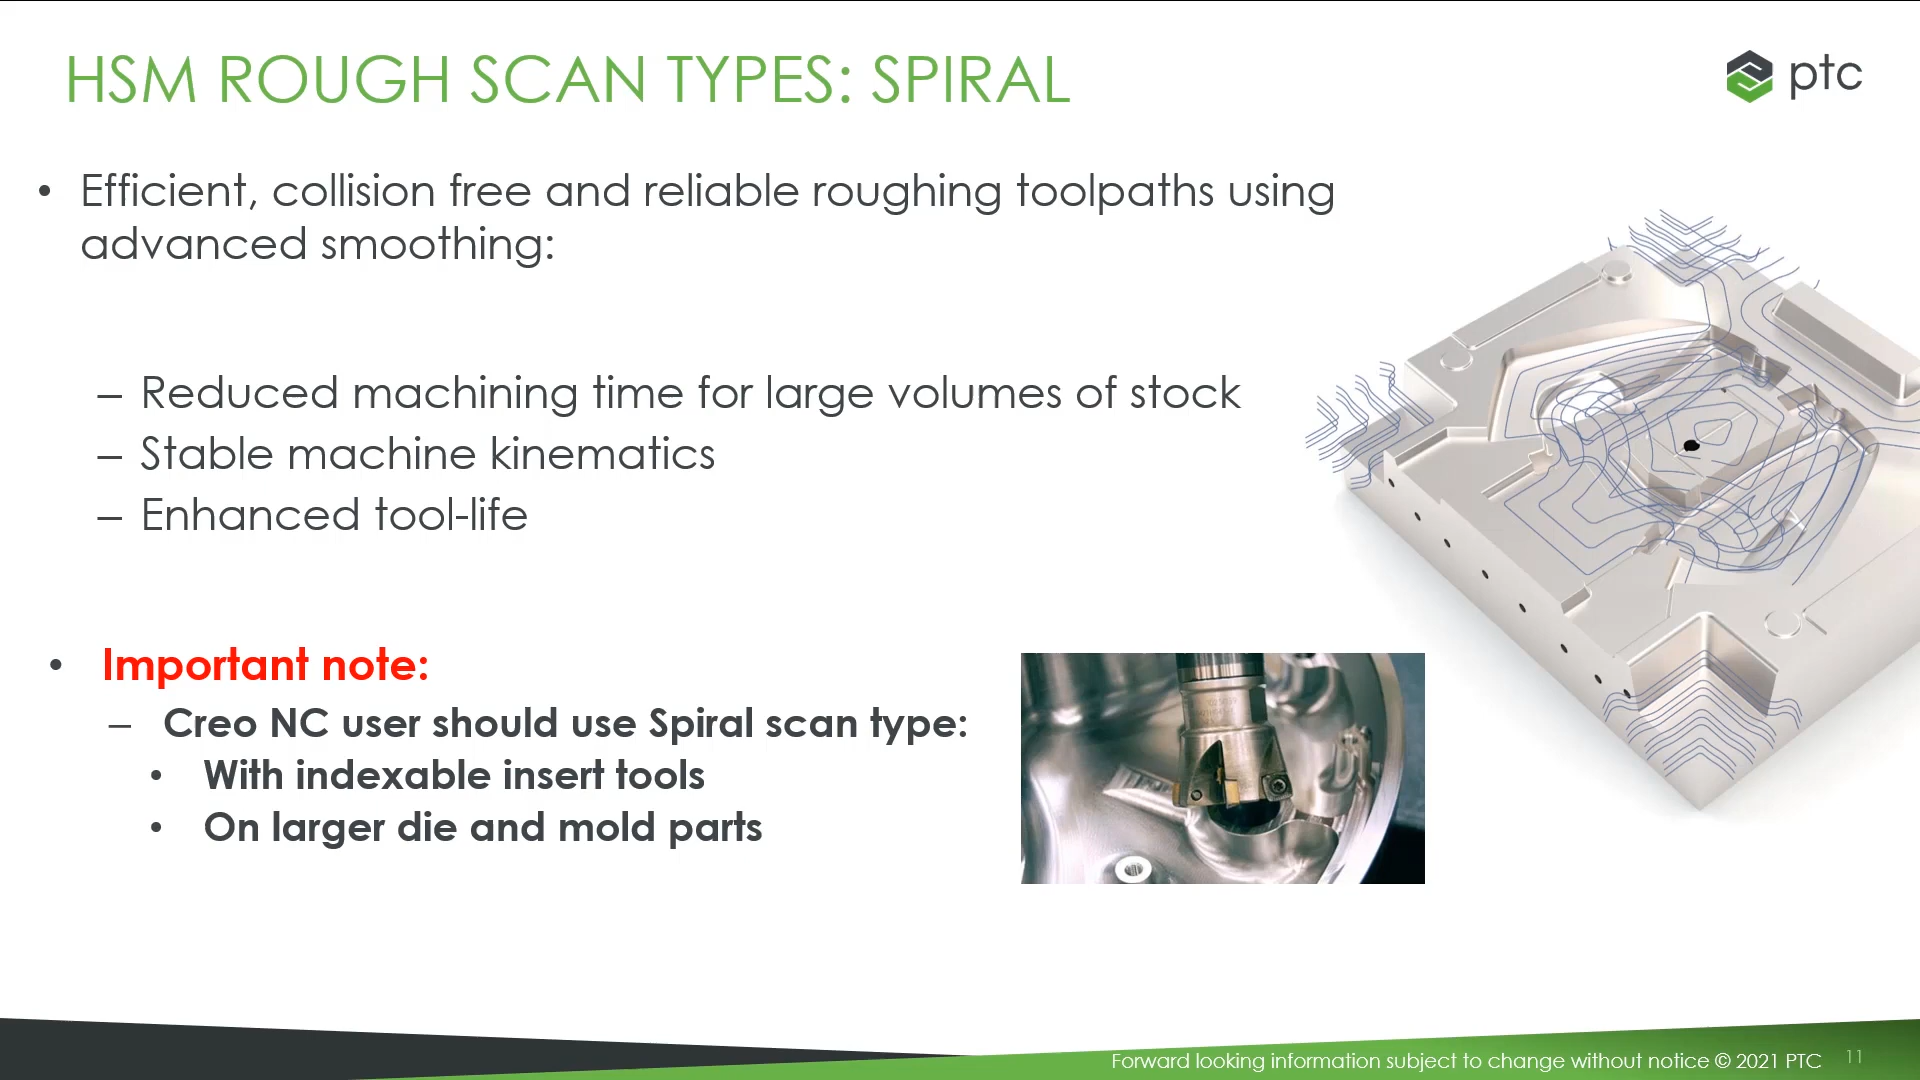 HSM ROUGH SCAN TYPES: SPIRAL
ptc
• Efficient, collision free and reliable roughing toolpaths using
advanced smoothing:
– Reduced machining time for large volumes of stock
– Stable machine kinematics
– Enhanced tool-life
• Important note:
– Creo NC user should use Spiral scan type:
• With indexable insert tools
• On larger die and mold parts
Forward looking information subject to change without notice © 2021 PTC 11